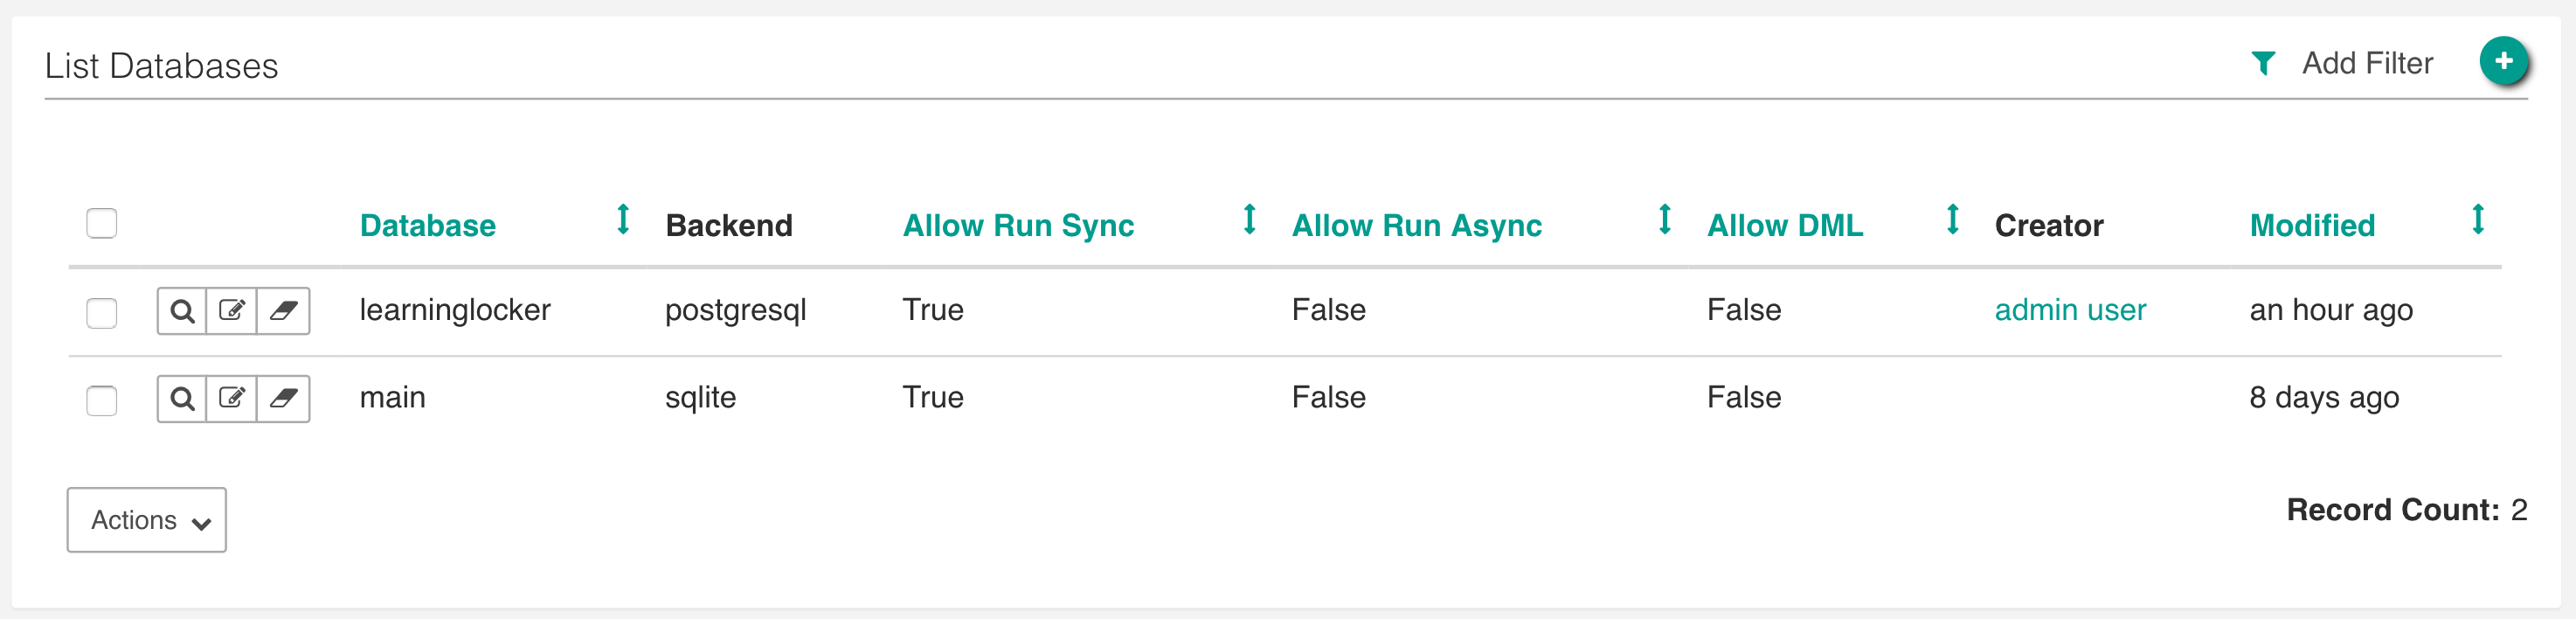 List Databases Add Filter
Database Backend Allow Run Sync Allow Run Async Allow DML Creator Modified
learninglocker postgresql True False False admin user an hour ago
main sqlite True False False 8 days ago
Actions Record Count: 2